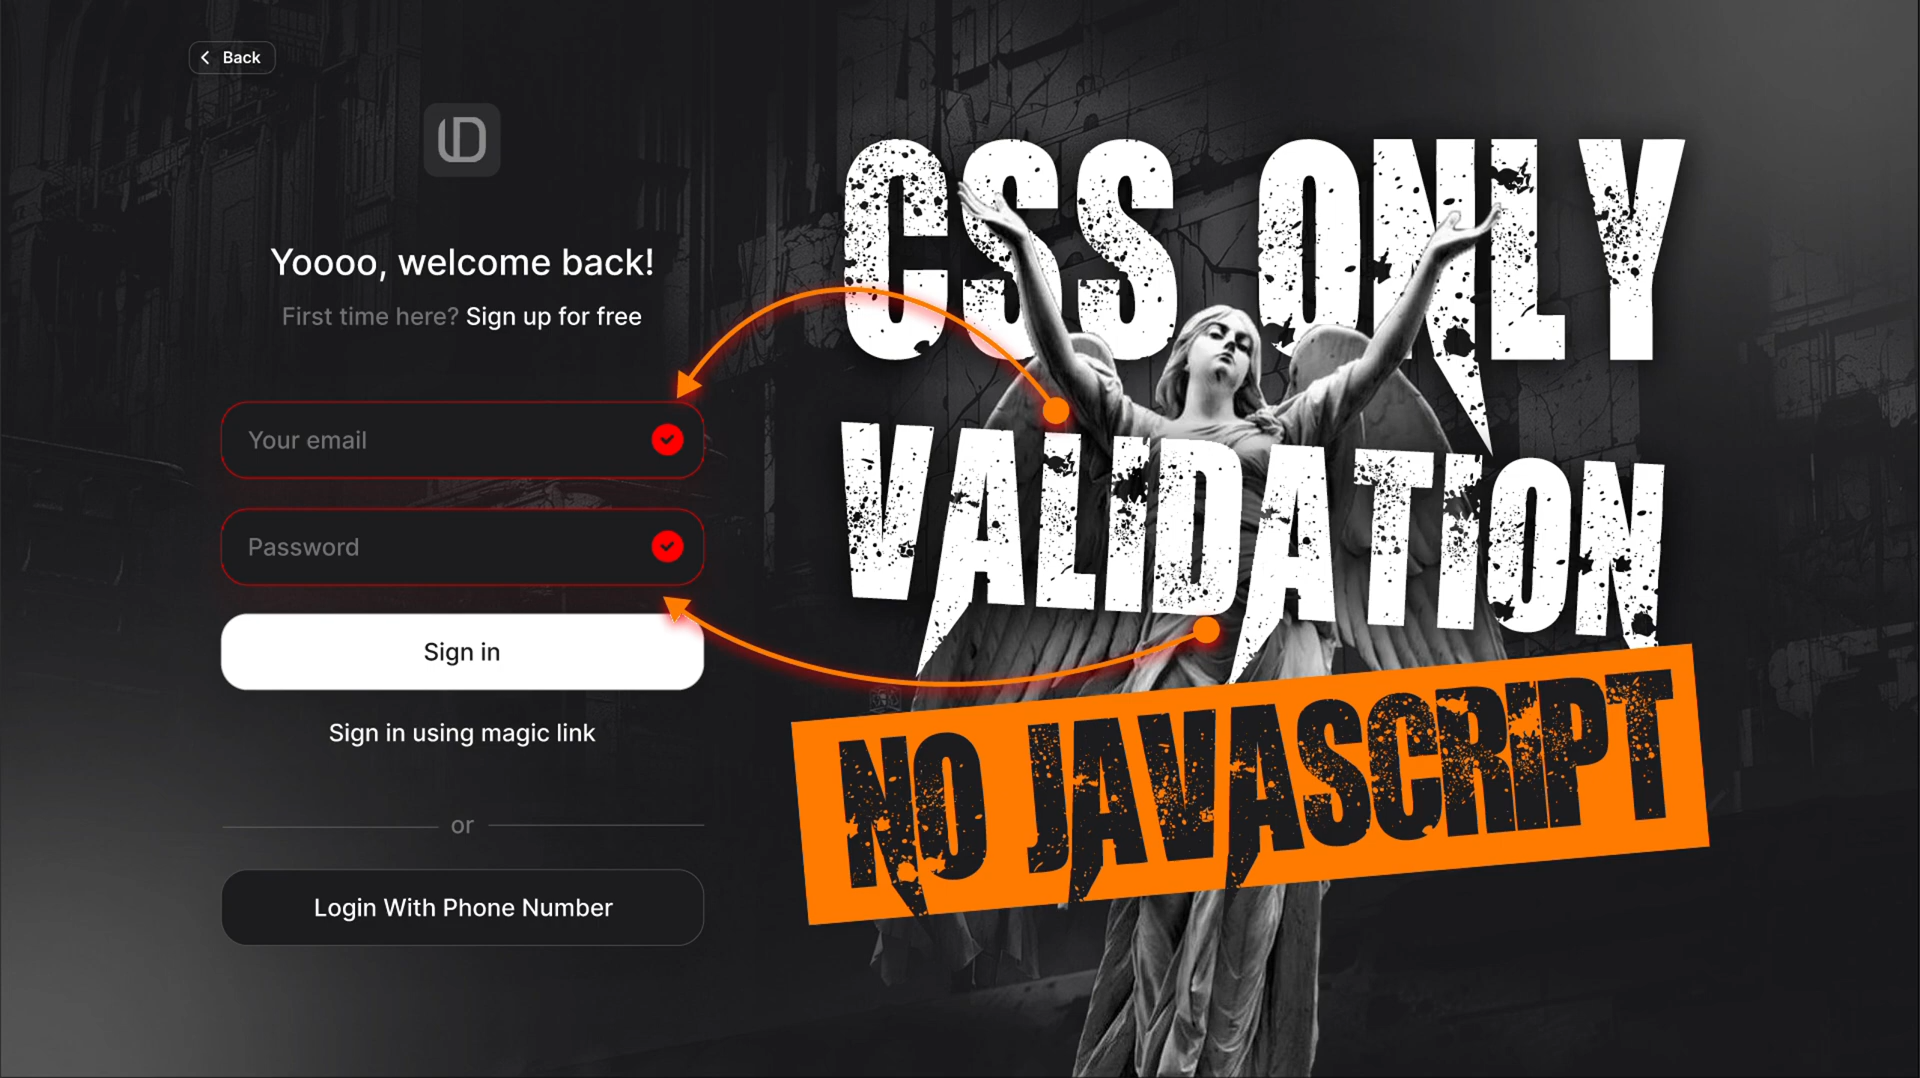 Back
Yoooo, welcome back!
First time here? Sign up for free
Your email
Password
Sign in
Sign in using magic link
or
Login With Phone Number
CSS ONLY
VALIDATION
NO JAVASCRIPT